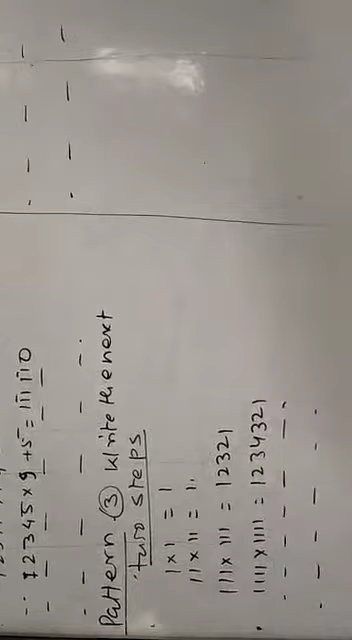 12345 x 9 + 5 = 111110
Pattern ③ Write the next
two steps
1 x 1 = 1
11 x 11 = 1
111 x 111 = 12321
1111 x 1111 = 1234321